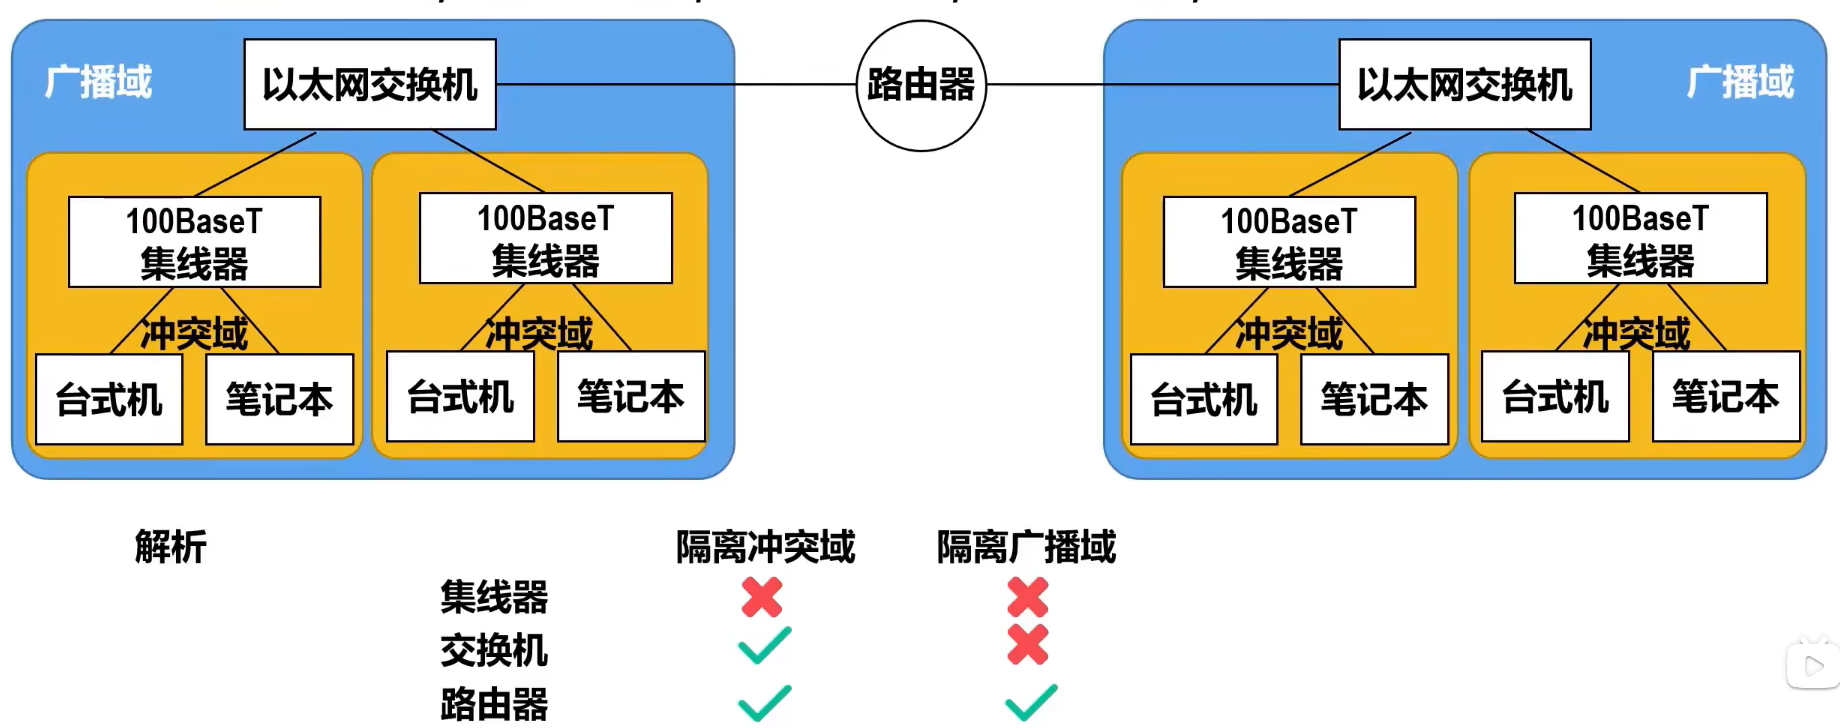 广播域
以太网交换机
路由器
以太网交换机
广播域
100BaseT
集线器
100BaseT
集线器
100BaseT
集线器
100BaseT
集线器
冲突域
冲突域
冲突域
冲突域
台式机
笔记本
台式机
笔记本
台式机
笔记本
台式机
笔记本
解析
隔离冲突域
隔离广播域
集线器
交换机
路由器